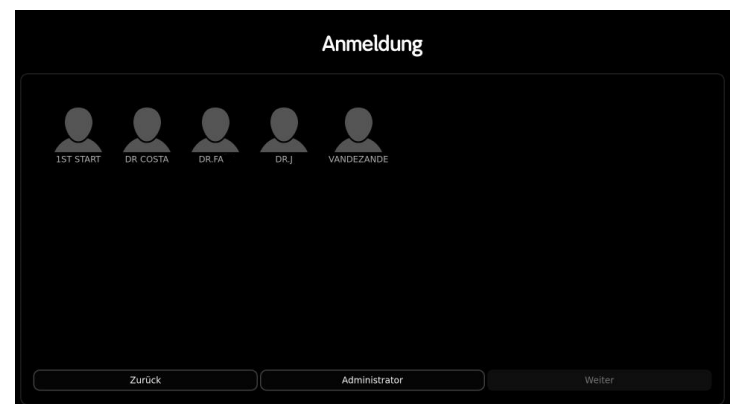 Anmeldung
1ST START DR COSTA DR.FA DR.J VANDEZANDE
Zurück Administrator Weiter